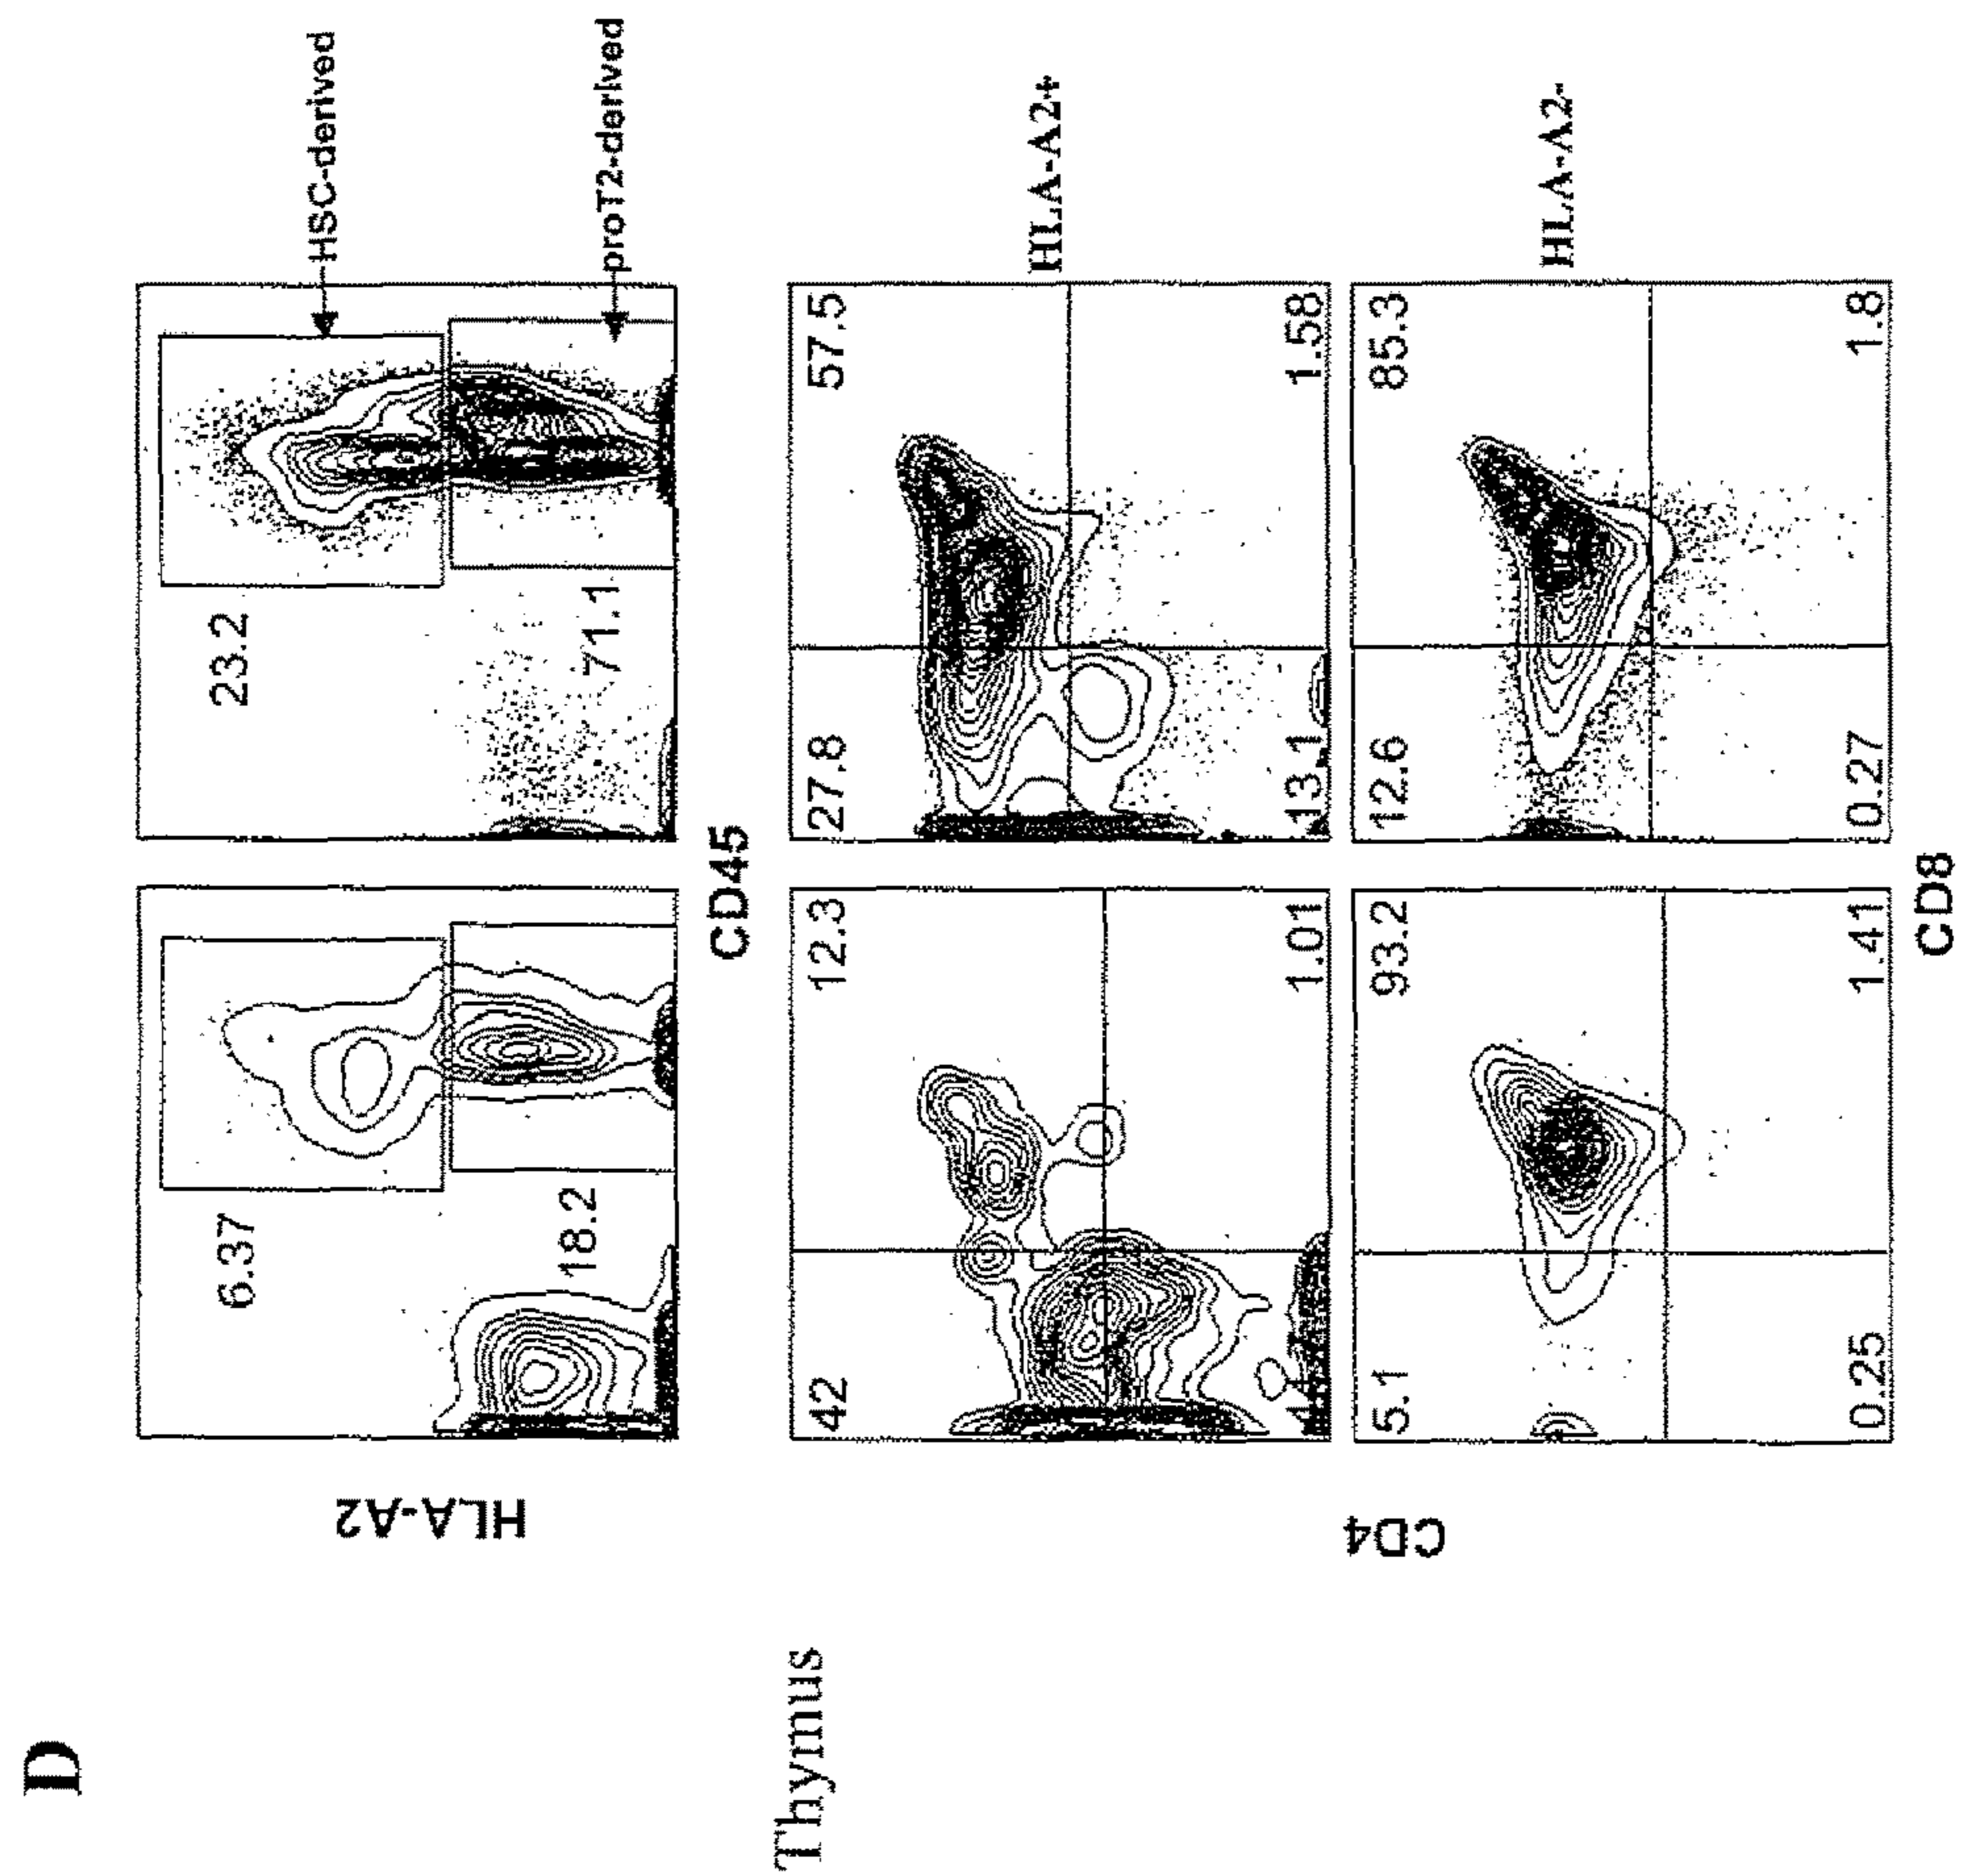 D
HLA-A2
6.37
18.2
23.2
71.1
HSC-derived
proT2-derived
CD45
Thymus
CD4
42
12.3
1.01
27.8
57.5
13.1
1.58
HLA-A2+
5.1
93.2
0.25
1.41
12.6
85.3
0.27
1.8
HLA-A2-
CD8